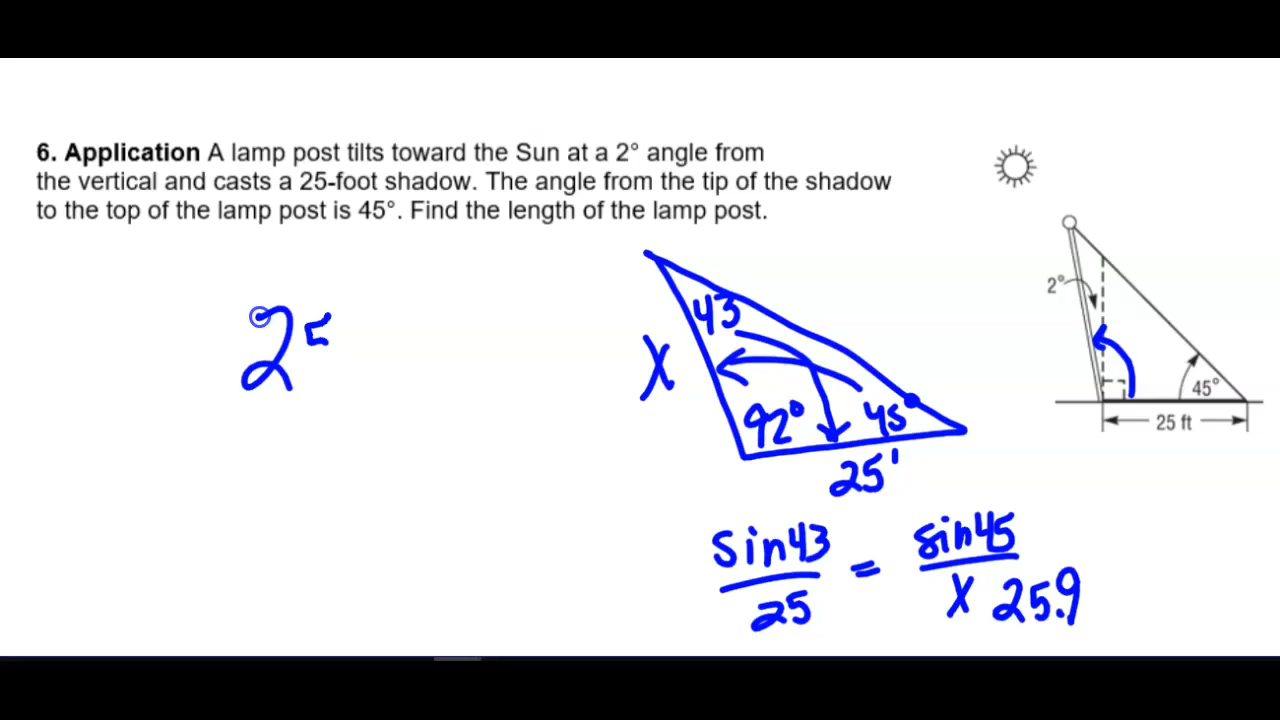 6. Application A lamp post tilts toward the Sun at a 2° angle from
the vertical and casts a 25-foot shadow. The angle from the tip of the shadow
to the top of the lamp post is 45°. Find the length of the lamp post.
2°
45°
25 ft
25
43
X
92°
45
25'
sin43
25
=
sin45
X 25.9